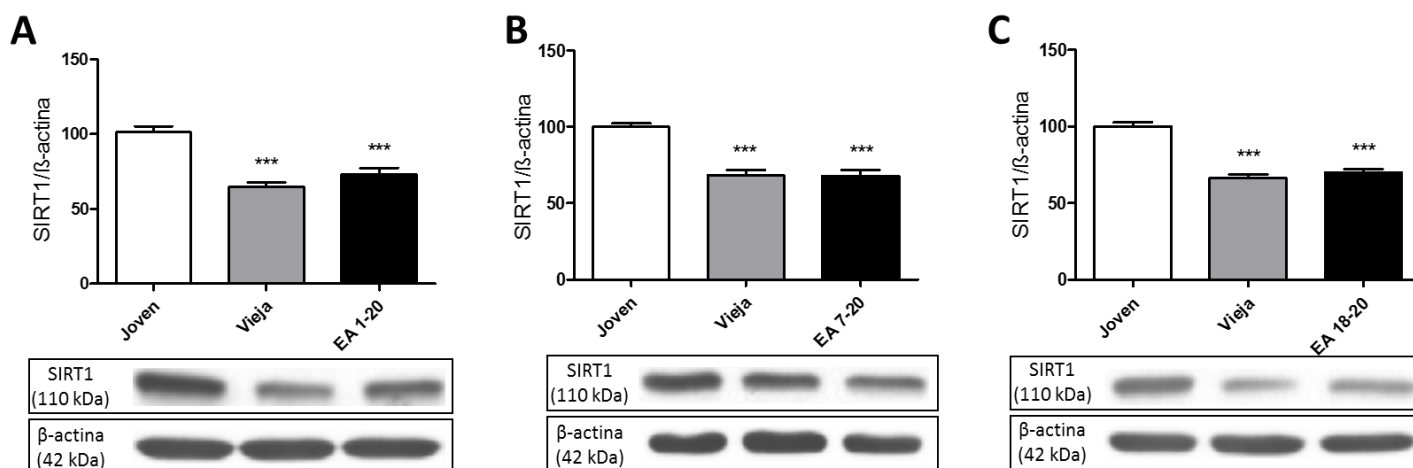 A
SIRT1/ß-actina
150
100
50
0
***
***
Joven
Vieja
EA 1-20
SIRT1
(110 kDa)
β-actina
(42 kDa)
B
SIRT1/ß-actina
150
100
50
0
***
***
Joven
Vieja
EA 7-20
SIRT1
(110 kDa)
β-actina
(42 kDa)
C
SIRT1/ß-actina
150
100
50
0
***
***
Joven
Vieja
EA 18-20
SIRT1
(110 kDa)
β-actina
(42 kDa)